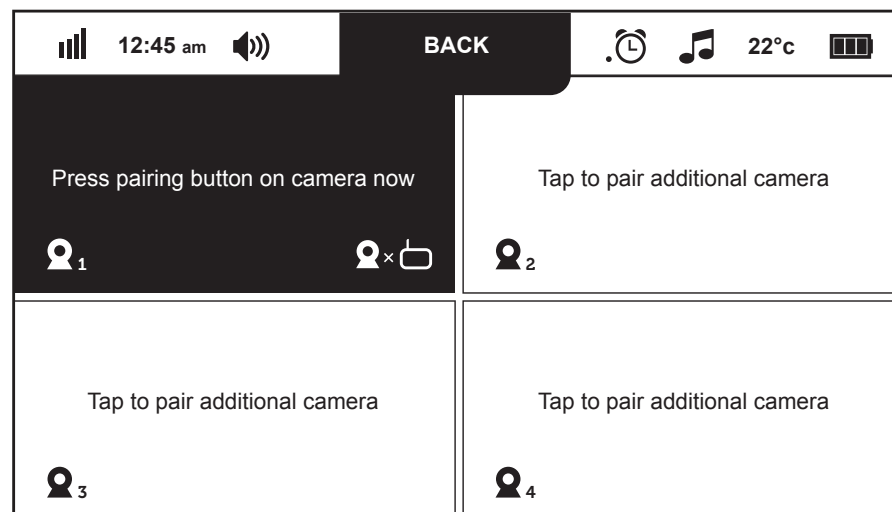 12:45 am BACK 22°c
Press pairing button on camera now
1
Tap to pair additional camera
2
Tap to pair additional camera
3
Tap to pair additional camera
4